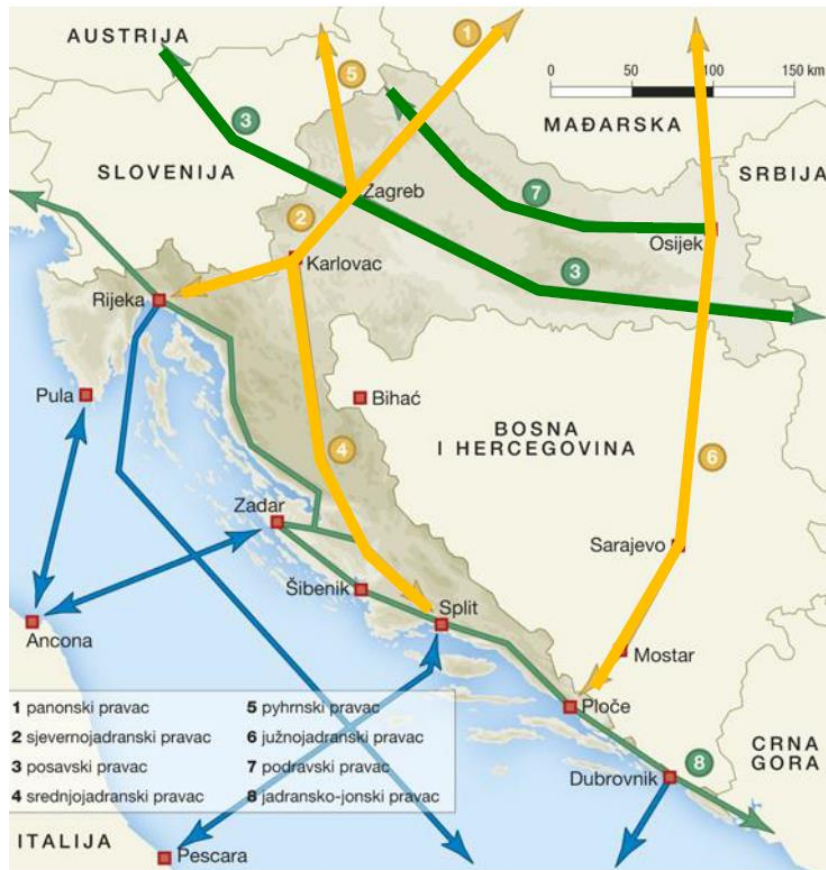 AUSTRIJA
1
5
0 50 100 150 km
3
MAĐARSKA
SLOVENIJA
SRBIJA
7
Zagreb
2
Osijek
Karlovac
3
Rijeka
Pula
Bihać
BOSNA
I HERCEGOVINA
4
6
Zadar
Sarajevo
Šibenik
Split
Ancona
Mostar
1 panonski pravac
2 sjevernojadranski pravac
3 posavski pravac
4 srednjojadranski pravac
5 pyhrnski pravac
6 južnojadranski pravac
7 podravski pravac
8 jadransko-jonski pravac
Ploče
CRNA
GORA
8
Dubrovnik
ITALIJA
Pescara